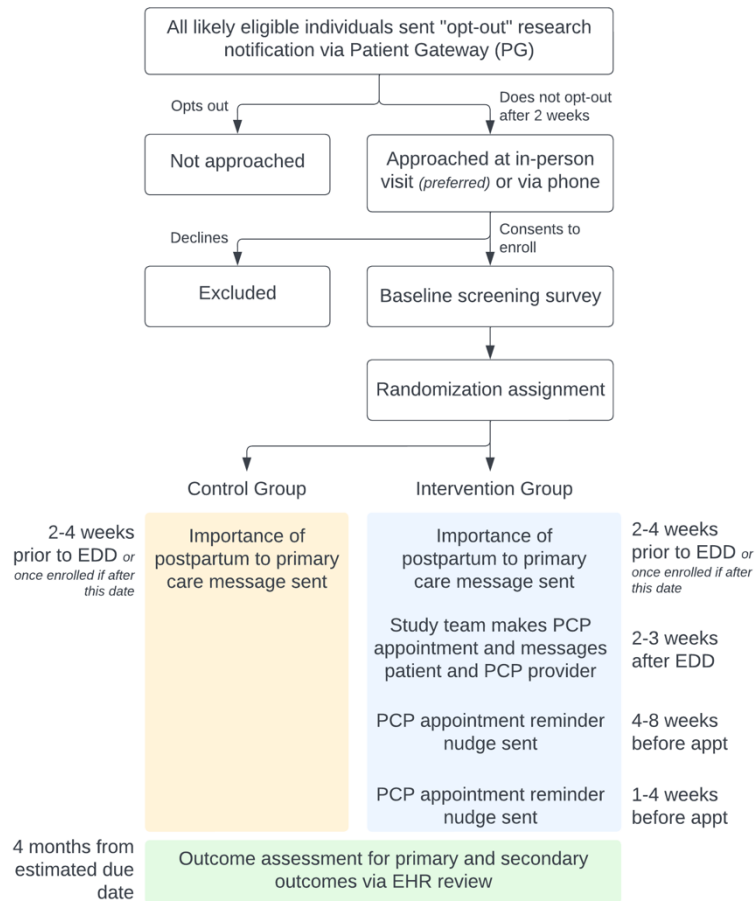 All likely eligible individuals sent "opt-out" research
notification via Patient Gateway (PG)
Opts out
Does not opt-out
after 2 weeks
Not approached
Approached at in-person
visit (preferred) or via phone
Declines
Consents to
enroll
Excluded
Baseline screening survey
Randomization assignment
Control Group
Intervention Group
2-4 weeks
prior to EDD or
once enrolled if after
this date
Importance of
postpartum to primary
care message sent
Importance of
postpartum to primary
care message sent
2-4 weeks
prior to EDD or
once enrolled if after
this date
Study team makes PCP
appointment and messages
patient and PCP provider
2-3 weeks
after EDD
PCP appointment reminder
nudge sent
4-8 weeks
before appt
PCP appointment reminder
nudge sent
1-4 weeks
before appt
4 months from
estimated due
date
Outcome assessment for primary and secondary
outcomes via EHR review